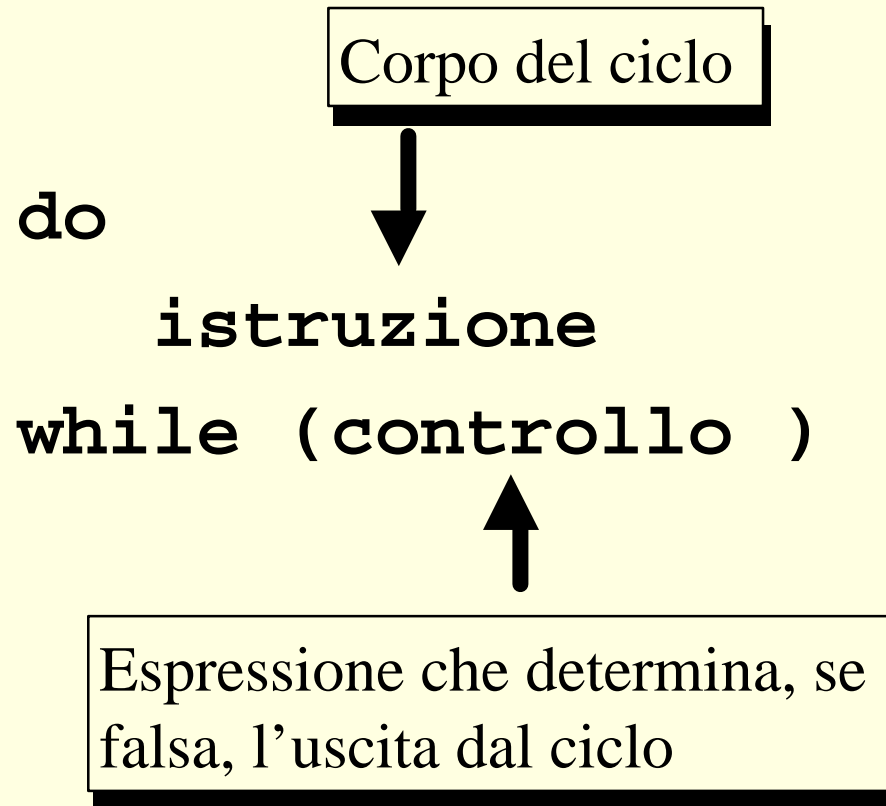 Corpo del ciclo
do
istruzione
while (controllo )
Espressione che determina, se
falsa, l’uscita dal ciclo